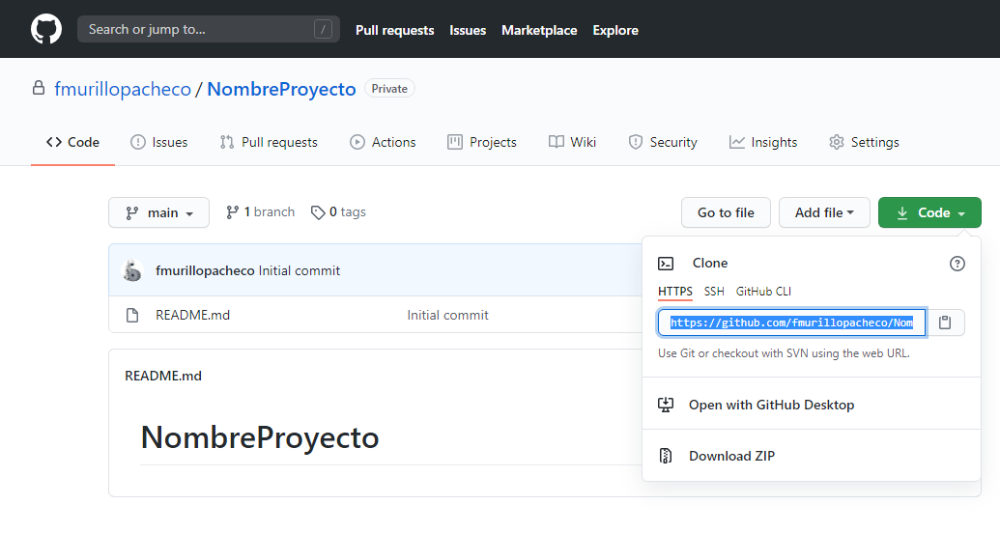 Search or jump to... / Pull requests Issues Marketplace Explore
fmurillopacheco / NombreProyecto Private
Code Issues Pull requests Actions Projects Wiki Security Insights Settings
main 1 branch 0 tags Go to file Add file Code
fmurillopacheco Initial commit
README.md Initial commit
README.md
NombreProyecto
Clone
HTTPS SSH GitHub CLI
https://github.com/fmurillopacheco/Nom
Use Git or checkout with SVN using the web URL.
Open with GitHub Desktop
Download ZIP